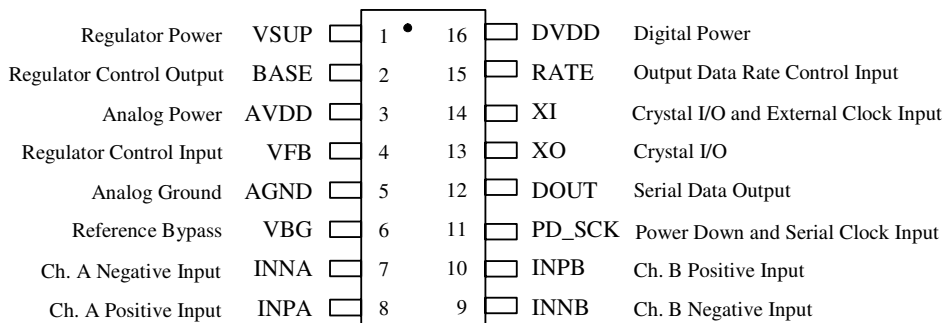 Regulator Power VSUP 1 16 DVDD Digital Power
Regulator Control Output BASE 2 15 RATE Output Data Rate Control Input
Analog Power AVDD 3 14 XI Crystal I/O and External Clock Input
Regulator Control Input VFB 4 13 XO Crystal I/O
Analog Ground AGND 5 12 DOUT Serial Data Output
Reference Bypass VBG 6 11 PD_SCK Power Down and Serial Clock Input
Ch. A Negative Input INNA 7 10 INPB Ch. B Positive Input
Ch. A Positive Input INPA 8 9 INNB Ch. B Negative Input